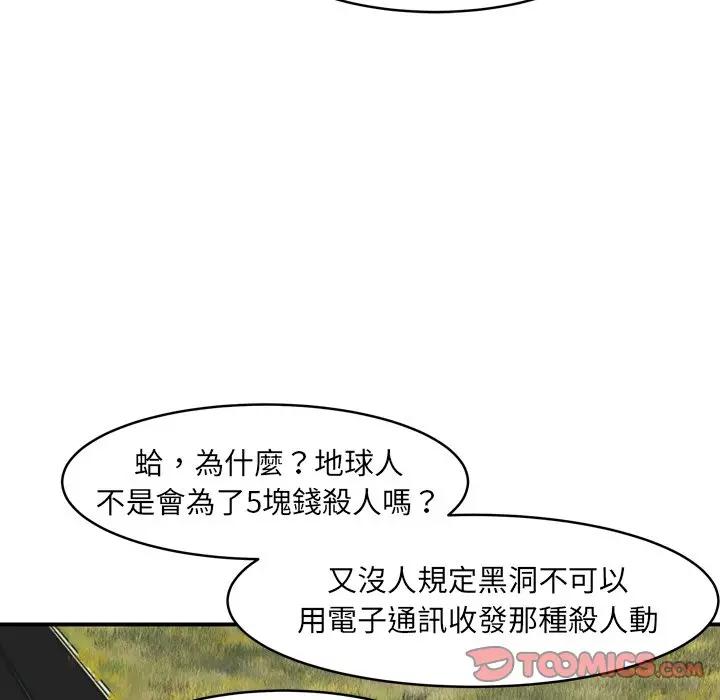 蛤，為什麼？地球人
不是會為了5塊錢殺人嗎？
又沒人規定黑洞不可以
用電子通訊收發那種殺人動
TOOMICS.COM